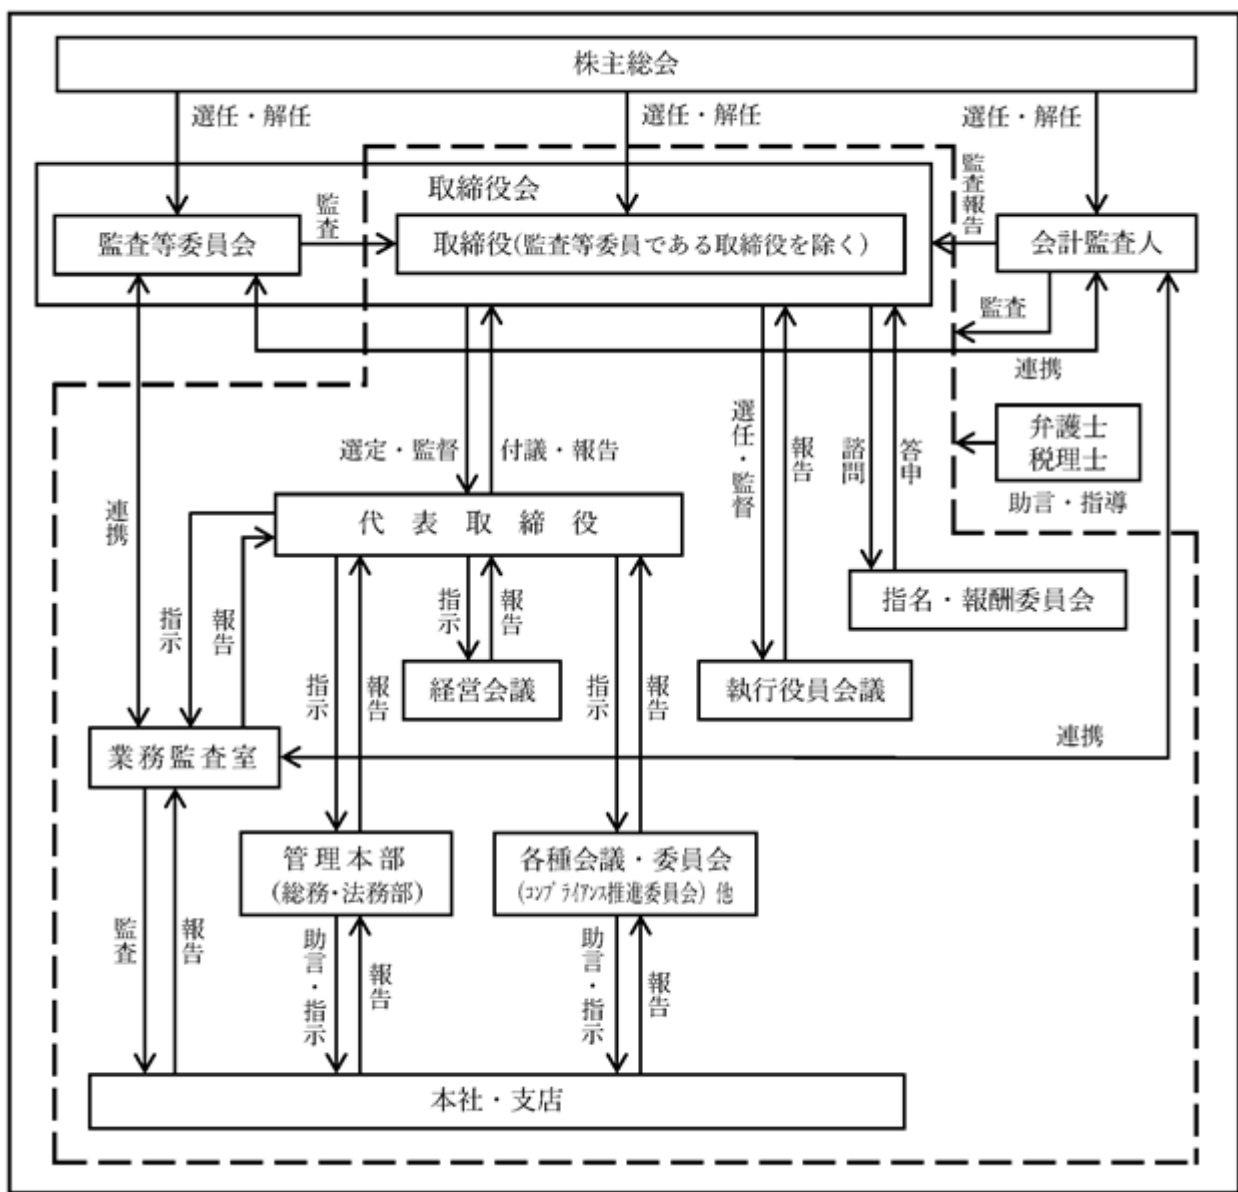 株主総会
選任・解任
選任・解任
選任・解任
取締役会
監査等委員会
監査
取締役(監査等委員である取締役を除く)
監査報告
会計監査人
監査
連携
弁護士
税理士
助言・指導
選定・監督
付議・報告
選任・監督
報告
諮問
答申
連携
代表取締役
指名・報酬委員会
指示
報告
指示
報告
経営会議
執行役員会議
指示
報告
指示
報告
連携
業務監査室
管理本部
(総務・法務部)
各種会議・委員会
(コンプライアンス推進委員会) 他
監査
報告
助言・指示
報告
助言・指示
報告
本社・支店